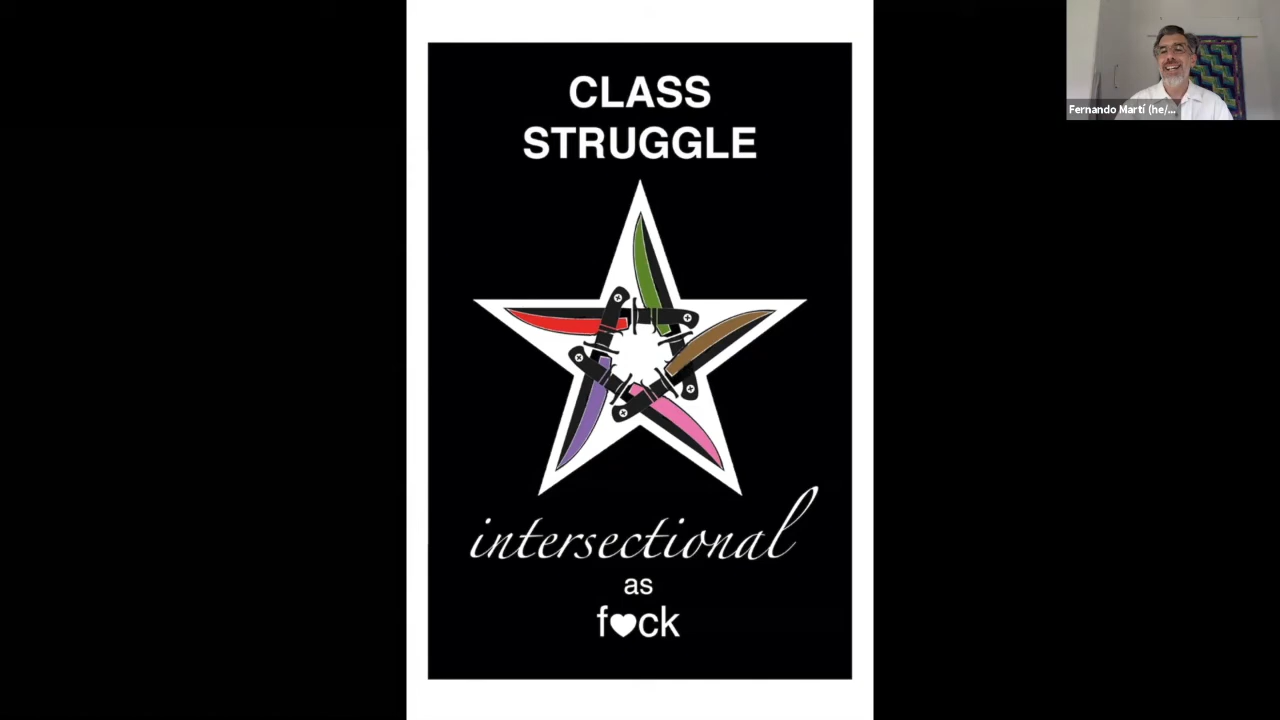 CLASS
STRUGGLE
intersectional
as
f♥ck
Fernando Martí (he/...